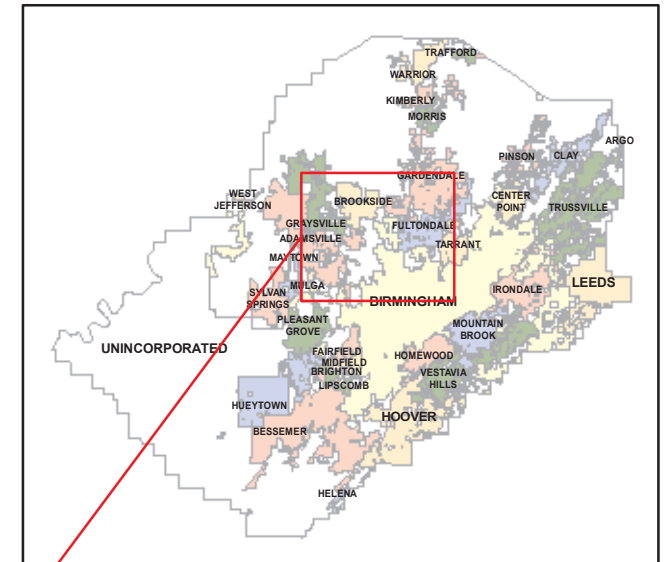 TRAFFORD
WARRIOR
KIMBERLY
MORRIS
ARGO
PINSON
CLAY
GARDENDALE
WEST
JEFFERSON
BROOKSIDE
CENTER
POINT
TRUSSVILLE
GRAYSVILLE
FULTONDALE
ADAMSVILLE
TARRANT
MAYTOWN
MULGA
SYLVAN
SPRINGS
BIRMINGHAM
IRONDALE
LEEDS
PLEASANT
GROVE
MOUNTAIN
BROOK
UNINCORPORATED
FAIRFIELD
MIDFIELD
HOMEWOOD
BRIGHTON
VESTAVIA
HILLS
LIPSCOMB
HUEYTOWN
HOOVER
BESSEMER
HELENA